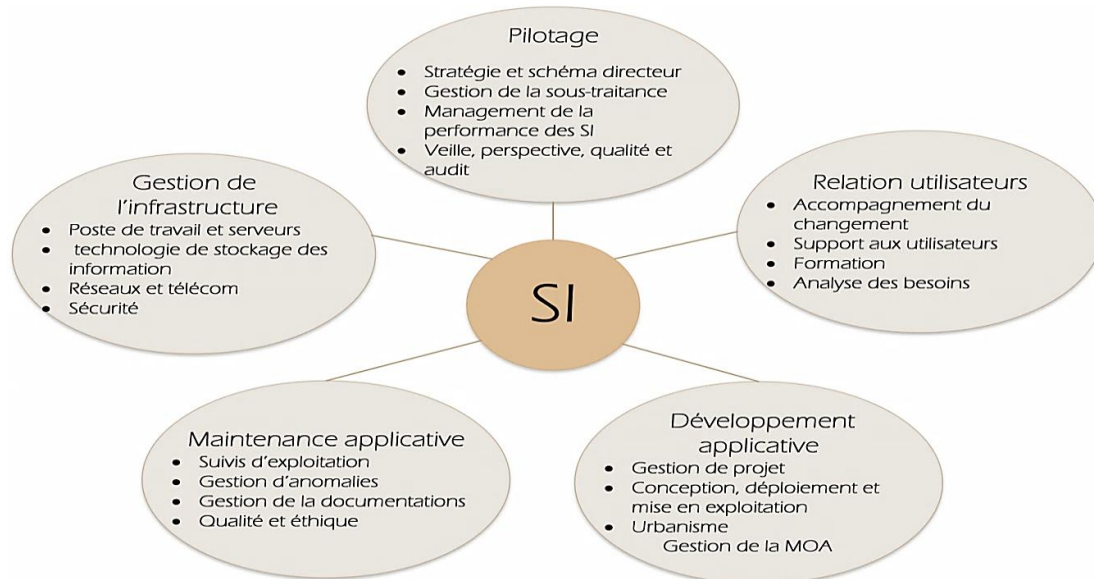 Pilotage
• Stratégie et schéma directeur
• Gestion de la sous-traitance
• Management de la
performance des SI
• Veille, perspective, qualité et
audit
Gestion de
l'infrastructure
• Poste de travail et serveurs
• technologie de stockage des
information
• Réseaux et télécom
• Sécurité
Relation utilisateurs
• Accompagnement du
changement
• Support aux utilisateurs
• Formation
• Analyse des besoins
SI
Maintenance applicative
• Suivis d'exploitation
• Gestion d'anomalies
• Gestion de la documentations
• Qualité et éthique
Développement
applicative
• Gestion de projet
• Conception, déploiement et
mise en exploitation
• Urbanisme
Gestion de la MOA